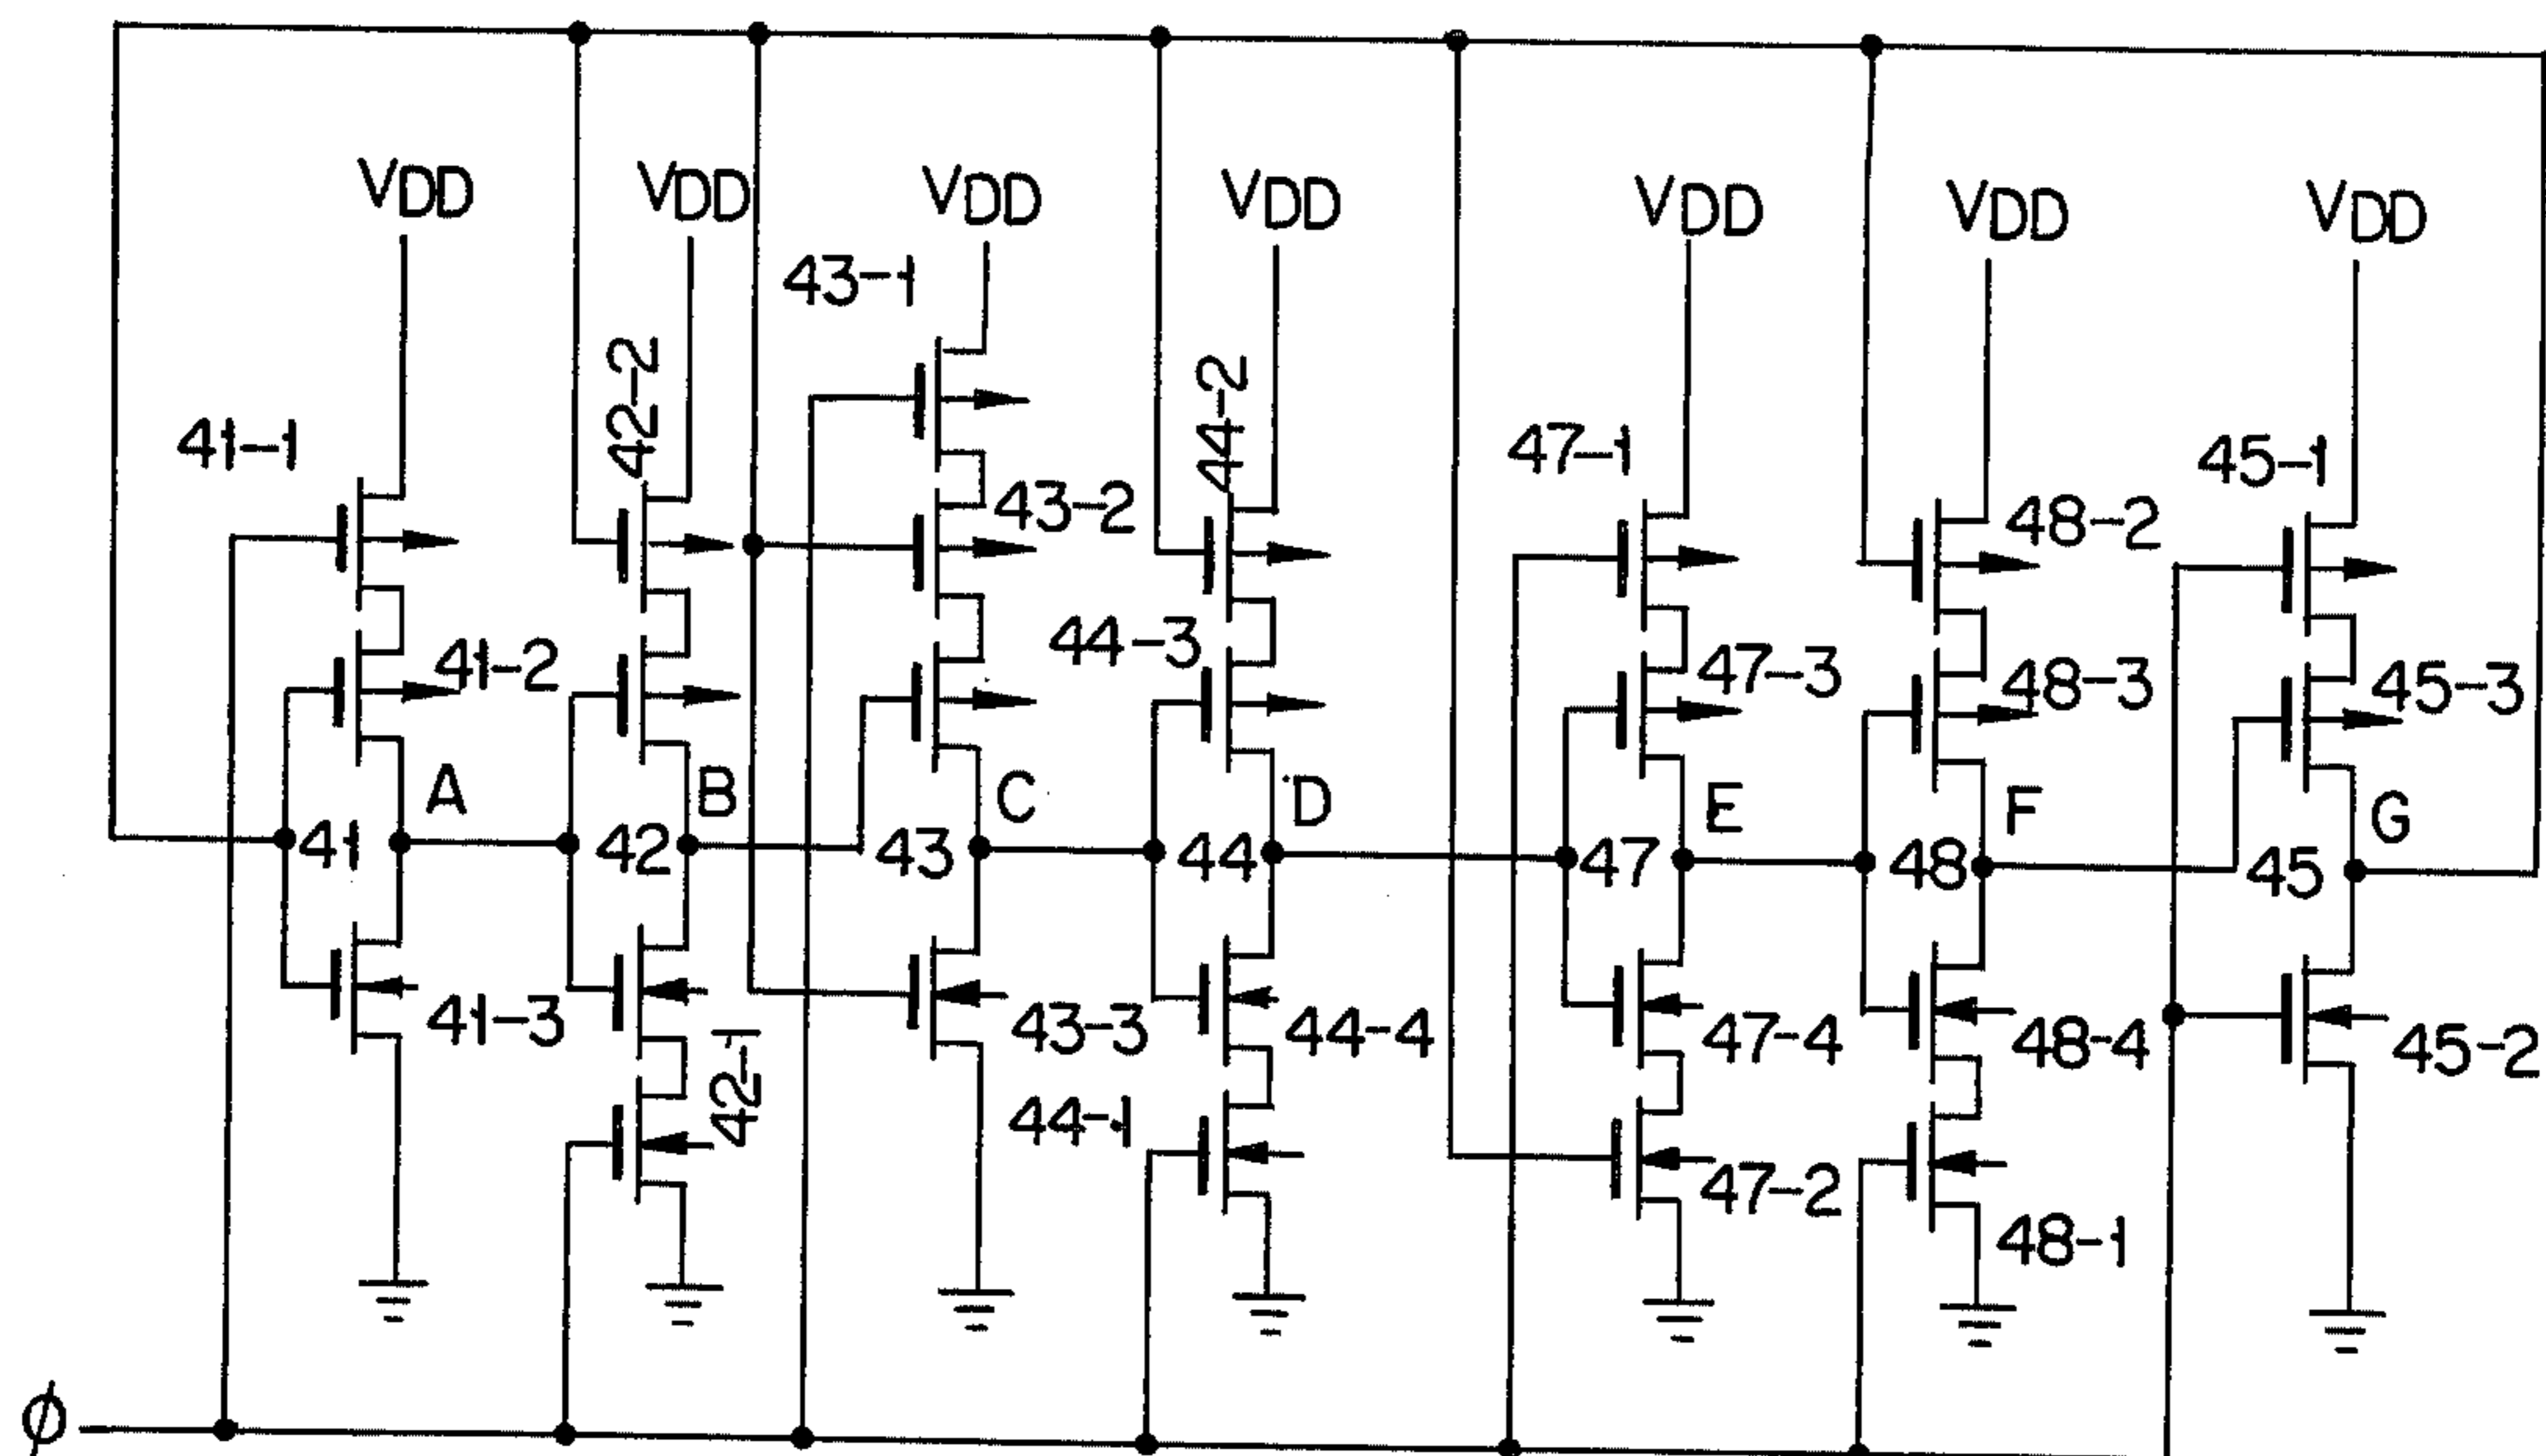 VDD VDD VDD VDD VDD VDD VDD
43-1
42-2 44-2
41-1 47-1 45-1
43-2 48-2
41-2 44-3 47-3 48-3 45-3
A B C D E F G
41 42 43 44 47 48 45
41-3 43-3 44-4 47-4 48-4 45-2
42-1 44-1 47-2
48-1
ϕ